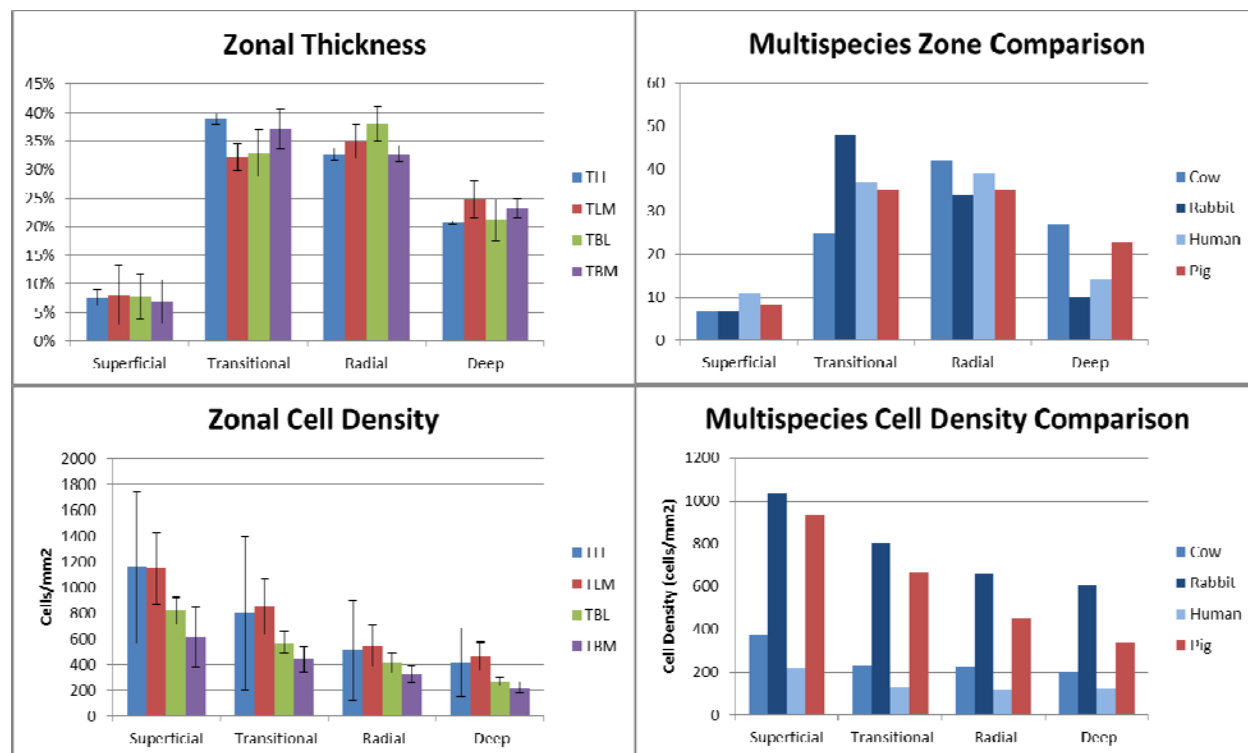 Zonal Thickness
45%
40%
35%
30%
25%
20%
15%
10%
5%
0%
Superficial Transitional Radial Deep
TLL
TLM
TBL
TBM
Multispecies Zone Comparison
60
50
40
30
20
10
0
Superficial Transitional Radial Deep
Cow
Rabbit
Human
Pig
Zonal Cell Density
Cells/mm2
2000
1800
1600
1400
1200
1000
800
600
400
200
0
Superficial Transitional Radial Deep
TLL
TLM
TBL
TBM
Multispecies Cell Density Comparison
Cell Density (cells/mm2)
1200
1000
800
600
400
200
0
Superficial Transitional Radial Deep
Cow
Rabbit
Human
Pig